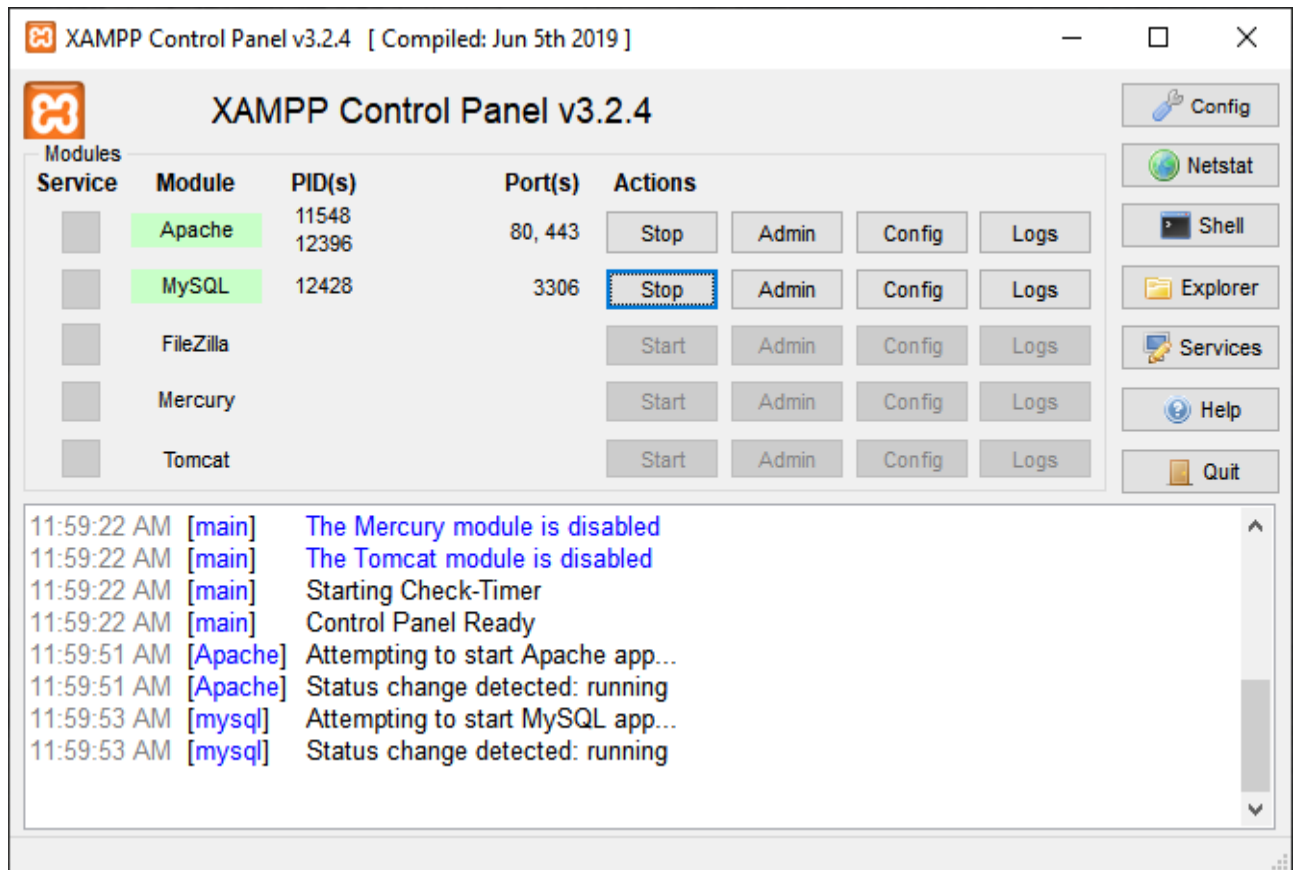 XAMPP Control Panel v3.2.4 [ Compiled: Jun 5th 2019 ]
XAMPP Control Panel v3.2.4
Config
Modules
Service Module PID(s) Port(s) Actions
Netstat
Apache 11548 12396 80, 443 Stop Admin Config Logs
Shell
MySQL 12428 3306 Stop Admin Config Logs
Explorer
FileZilla Start Admin Config Logs
Services
Mercury Start Admin Config Logs
Help
Tomcat Start Admin Config Logs
Quit
11:59:22 AM [main] The Mercury module is disabled
11:59:22 AM [main] The Tomcat module is disabled
11:59:22 AM [main] Starting Check-Timer
11:59:22 AM [main] Control Panel Ready
11:59:51 AM [Apache] Attempting to start Apache app...
11:59:51 AM [Apache] Status change detected: running
11:59:53 AM [mysql] Attempting to start MySQL app...
11:59:53 AM [mysql] Status change detected: running